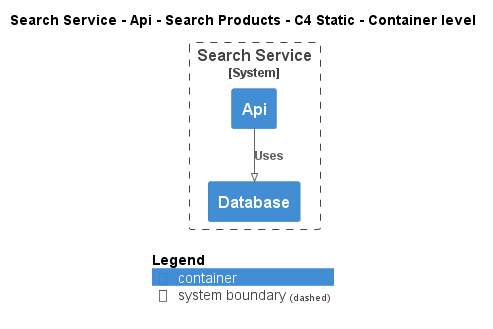 Search Service - Api - Search Products - C4 Static - Container level
Search Service
[System]
Api
Uses
Database
Legend
container
system boundary (dashed)